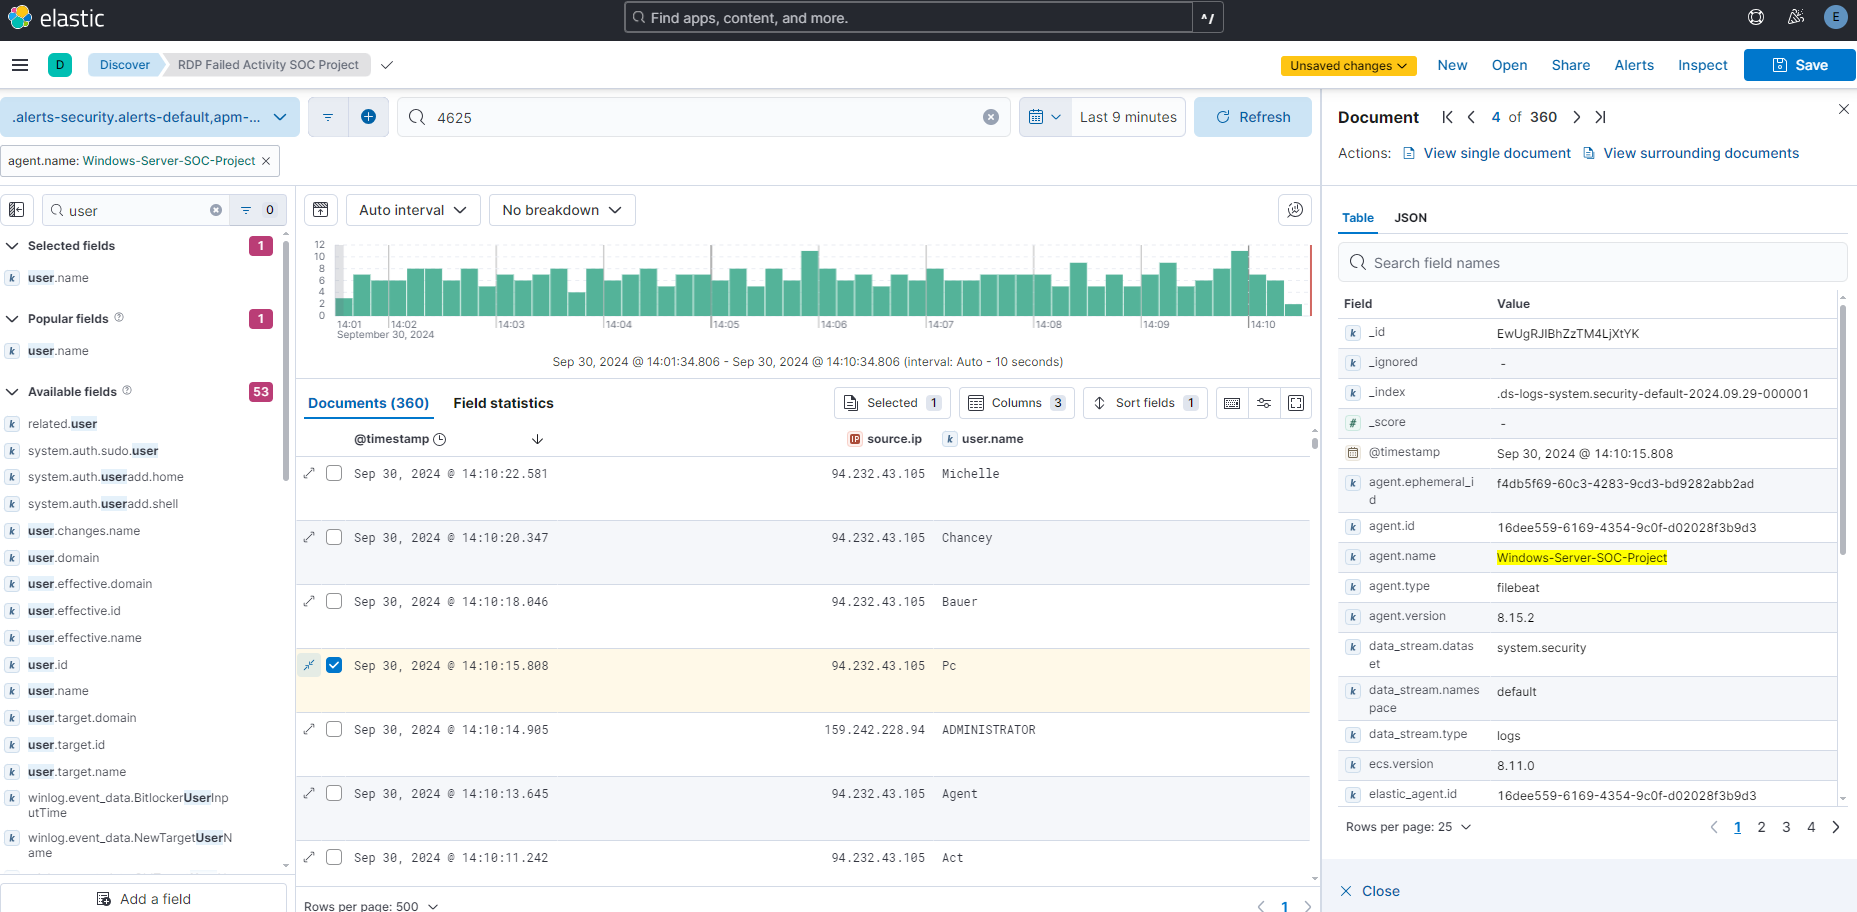 elastic
Find apps, content, and more.
^/
E
D
Discover
RDP Failed Activity SOC Project
Unsaved changes
New
Open
Share
Alerts
Inspect
Save
.alerts-security.alerts-default,apm-...
4625
Last 9 minutes
Refresh
agent.name: Windows-Server-SOC-Project
user
0
Selected fields
1
user.name
Popular fields
1
user.name
Available fields
53
related.user
system.auth.sudo.user
system.auth.useradd.home
system.auth.useradd.shell
user.changes.name
user.domain
user.effective.domain
user.effective.id
user.effective.name
user.id
user.name
user.target.domain
user.target.id
user.target.name
winlog.event_data.BitlockerUserInp
utTime
winlog.event_data.NewTargetUserN
ame
Add a field
Auto interval
No breakdown
12
10
8
6
4
2
0
14:01
14:02
14:03
14:04
14:05
14:06
14:07
14:08
14:09
14:10
September 30, 2024
Sep 30, 2024 @ 14:01:34.806 - Sep 30, 2024 @ 14:10:34.806 (interval: Auto - 10 seconds)
Documents (360)
Field statistics
Selected 1
Columns 3
Sort fields 1
@timestamp
source.ip
user.name
Sep 30, 2024 @ 14:10:22.581 94.232.43.105 Michelle
Sep 30, 2024 @ 14:10:20.347 94.232.43.105 Chancey
Sep 30, 2024 @ 14:10:18.046 94.232.43.105 Bauer
Sep 30, 2024 @ 14:10:15.808 94.232.43.105 Pc
Sep 30, 2024 @ 14:10:14.905 159.242.228.94 ADMINISTRATOR
Sep 30, 2024 @ 14:10:13.645 94.232.43.105 Agent
Sep 30, 2024 @ 14:10:11.242 94.232.43.105 Act
Rows per page: 500
1
Document
4 of 360
Actions:
View single document
View surrounding documents
Table
JSON
Search field names
Field Value
_id EwUgRJIBhZzTM4LjXtYK
_ignored -
_index .ds-logs-system.security-default-2024.09.29-000001
_score -
@timestamp Sep 30, 2024 @ 14:10:15.808
agent.ephemeral_i
d
f4db5f69-60c3-4283-9cd3-bd9282abb2ad
agent.id 16dee559-6169-4354-9c0f-d02028f3b9d3
agent.name Windows-Server-SOC-Project
agent.type filebeat
agent.version 8.15.2
data_stream.datas
et
system.security
data_stream.names
pace
default
data_stream.type logs
ecs.version 8.11.0
elastic_agent.id 16dee559-6169-4354-9c0f-d02028f3b9d3
Rows per page: 25
1 2 3 4
Close